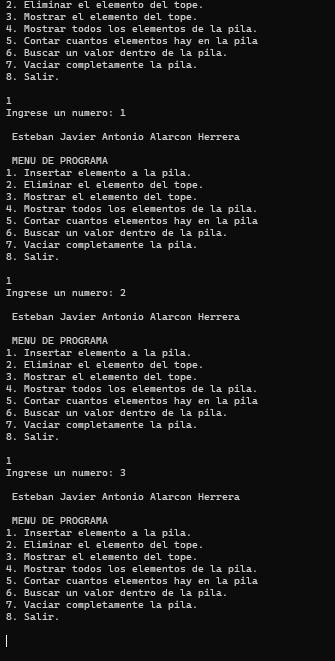 2. Eliminar el elemento del tope.
3. Mostrar el elemento del tope.
4. Mostrar todos los elementos de la pila.
5. Contar cuantos elementos hay en la pila
6. Buscar un valor dentro de la pila.
7. Vaciar completamente la pila.
8. Salir.
1
Ingrese un numero: 1
Esteban Javier Antonio Alarcon Herrera
MENU DE PROGRAMA
1. Insertar elemento a la pila.
2. Eliminar el elemento del tope.
3. Mostrar el elemento del tope.
4. Mostrar todos los elementos de la pila.
5. Contar cuantos elementos hay en la pila
6. Buscar un valor dentro de la pila.
7. Vaciar completamente la pila.
8. Salir.
1
Ingrese un numero: 2
Esteban Javier Antonio Alarcon Herrera
MENU DE PROGRAMA
1. Insertar elemento a la pila.
2. Eliminar el elemento del tope.
3. Mostrar el elemento del tope.
4. Mostrar todos los elementos de la pila.
5. Contar cuantos elementos hay en la pila
6. Buscar un valor dentro de la pila.
7. Vaciar completamente la pila.
8. Salir.
1
Ingrese un numero: 3
Esteban Javier Antonio Alarcon Herrera
MENU DE PROGRAMA
1. Insertar elemento a la pila.
2. Eliminar el elemento del tope.
3. Mostrar el elemento del tope.
4. Mostrar todos los elementos de la pila.
5. Contar cuantos elementos hay en la pila
6. Buscar un valor dentro de la pila.
7. Vaciar completamente la pila.
8. Salir.